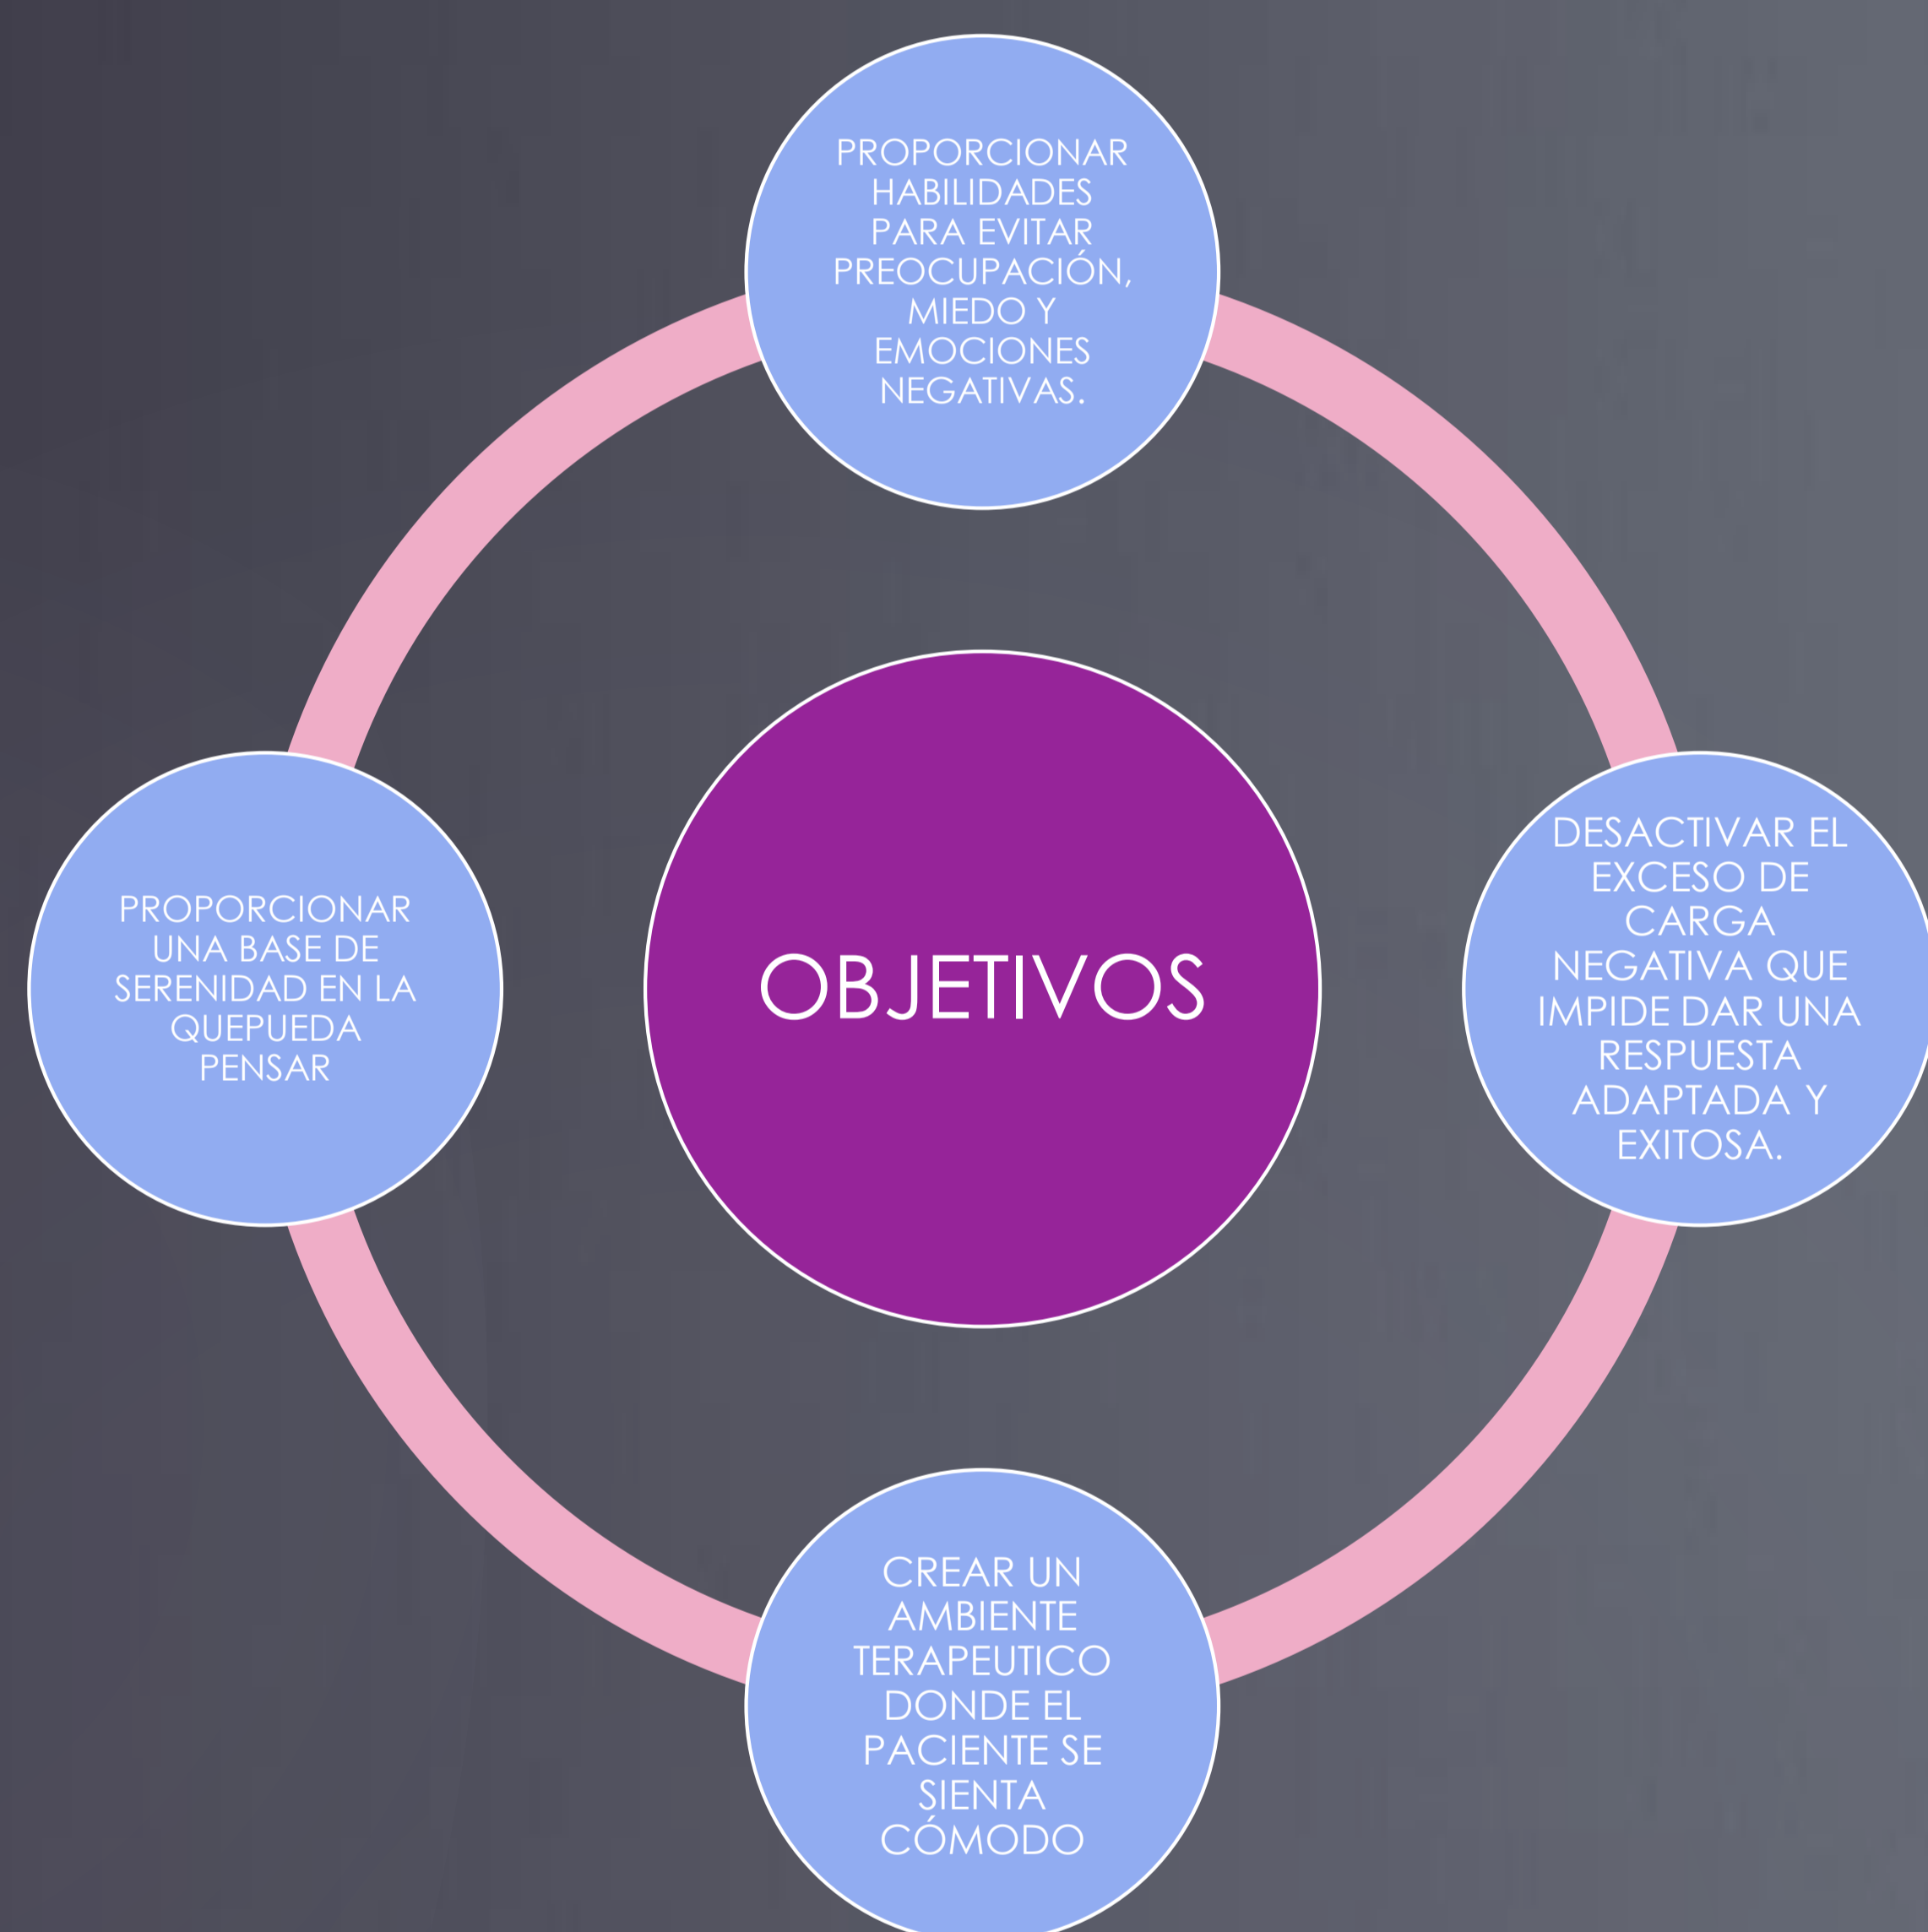 PROPORCIONAR
HABILIDADES
PARA EVITAR
PREOCUPACIÓN,
MIEDO Y
EMOCIONES
NEGATIVAS.
OBJETIVOS
DESACTIVAR EL
EXCESO DE
CARGA
NEGATIVA QUE
IMPIDE DAR UNA
RESPUESTA
ADAPTADA Y
EXITOSA.
CREAR UN
AMBIENTE
TERAPEUTICO
DONDE EL
PACIENTE SE
SIENTA
CÓMODO
PROPORCIONAR
UNA BASE DE
SERENIDAD EN LA
QUEPUEDA
PENSAR